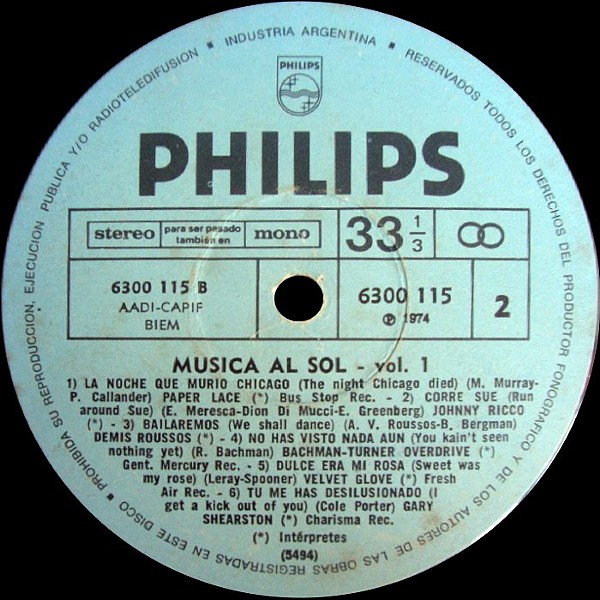 INDUSTRIA ARGENTINA ■ RESERVADOS TODOS LOS DERECHOS DEL PRODUCTOR FONOGRAFICO Y DE LOS AUTORES DE LAS OBRAS REGISTRADAS EN ESTE DISCO ■ PROHIBIDA SU REPRODUCCION, EJECUCION PUBLICA Y/O RADIOTELEDIFUSION ■
PHILIPS
PHILIPS
stereo para ser pasado mono 33 1/3
también en
6300 115 B 6300 115 2
AADI-CAPIF ℗ 1974
BIEM
MUSICA AL SOL - vol. 1
1) LA NOCHE QUE MURIO CHICAGO (The night Chicago died) (M. Murray-
P. Callander) PAPER LACE (*) Bus Stop Rec. - 2) CORRE SUE (Run
around Sue) (E. Meresca-Dion Di Mucci-E. Greenberg) JOHNNY RICCO
(*) - 3) BAILAREMOS (We shall dance) (A. V. Roussos-B. Bergman)
DEMIS ROUSSOS (*) - 4) NO HAS VISTO NADA AUN (You kain't seen
nothing yet) (R. Bachman) BACHMAN-TURNER OVERDRIVE (*)
Gent. Mercury Rec. - 5) DULCE ERA MI ROSA (Sweet was
my rose) (Leray-Spooner) VELVET GLOVE (*) Fresh
Air Rec. - 6) TU ME HAS DESILUSIONADO (I
get a kick out of you) (Cole Porter) GARY
SHEARSTON (*) Charisma Rec.
(*) Intérpretes
(5494)